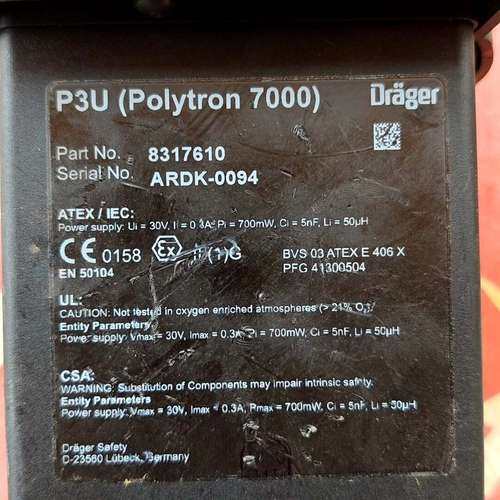 P3U (Polytron 7000)
Dräger
Part No. 8317610
Serial No. ARDK-0094
ATEX / IEC:
Power supply: Ui = 30V, Ii = 0.3A, Pi = 700mW, Ci = 5nF, Li = 50µH
CE 0158 Ex (1)G
BVS 03 ATEX E 406 X
EN 50104
PFG 41300504
UL:
CAUTION: Not tested in oxygen enriched atmospheres (> 21% O2)
Entity Parameters
Power supply: Vmax = 30V, Imax = 0.3A, Pi = 700mW, Ci = 5nF, Li = 50µH
CSA:
WARNING: Substitution of Components may impair intrinsic safety.
Entity Parameters
Power supply: Vmax = 30V, Imax = 0.3A, Pmax = 700mW, Ci = 5nF, Li = 50µH
Dräger Safety
D-23560 Lübeck, Germany